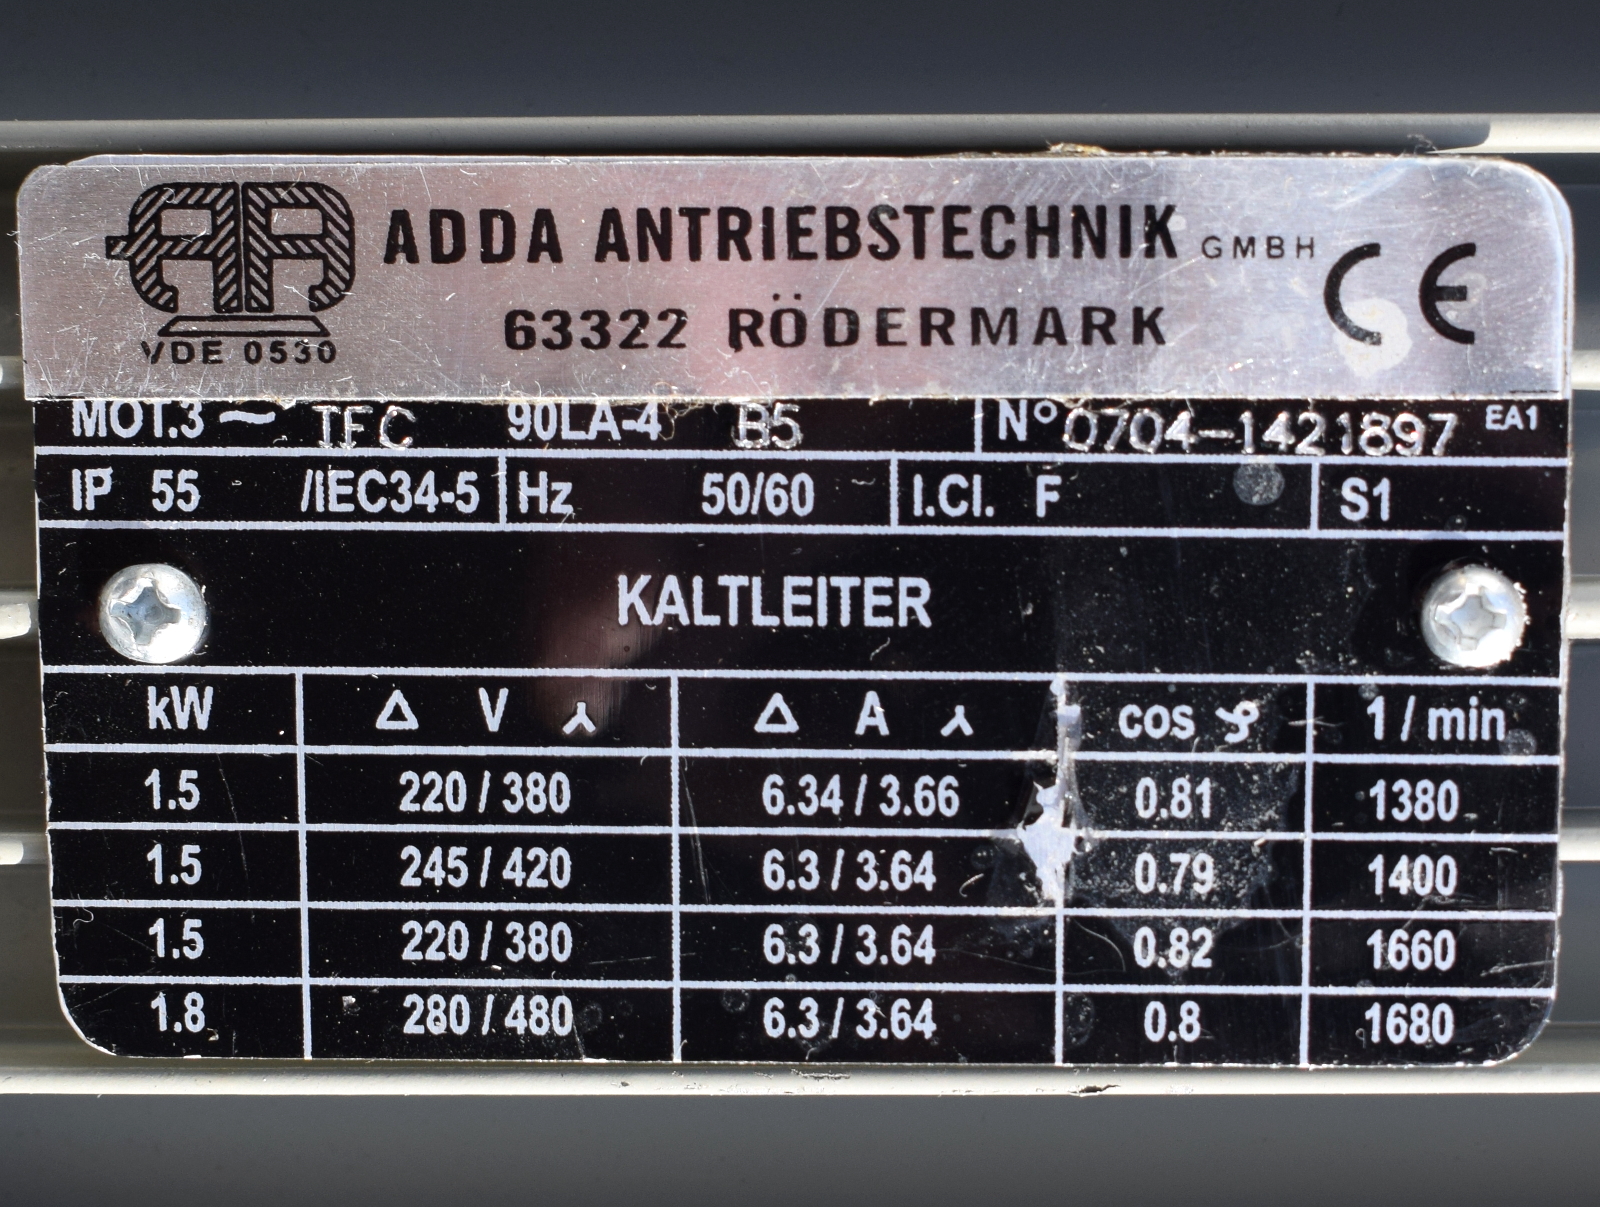 ADDA ANTRIEBSTECHNIK GMBH CE
63322 RÖDERMARK
VDE 0530
MOT.3~ TFC 90LA-4 B5 N° 0704-1421897 EA1
IP 55 /IEC34-5 Hz 50/60 I.Cl. F S1
KALTLEITER
kW Δ V Y Δ A Y cos φ 1/min
1.5 220/380 6.34/3.66 0.81 1380
1.5 245/420 6.3/3.64 0.79 1400
1.5 220/380 6.3/3.64 0.82 1660
1.8 280/480 6.3/3.64 0.8 1680